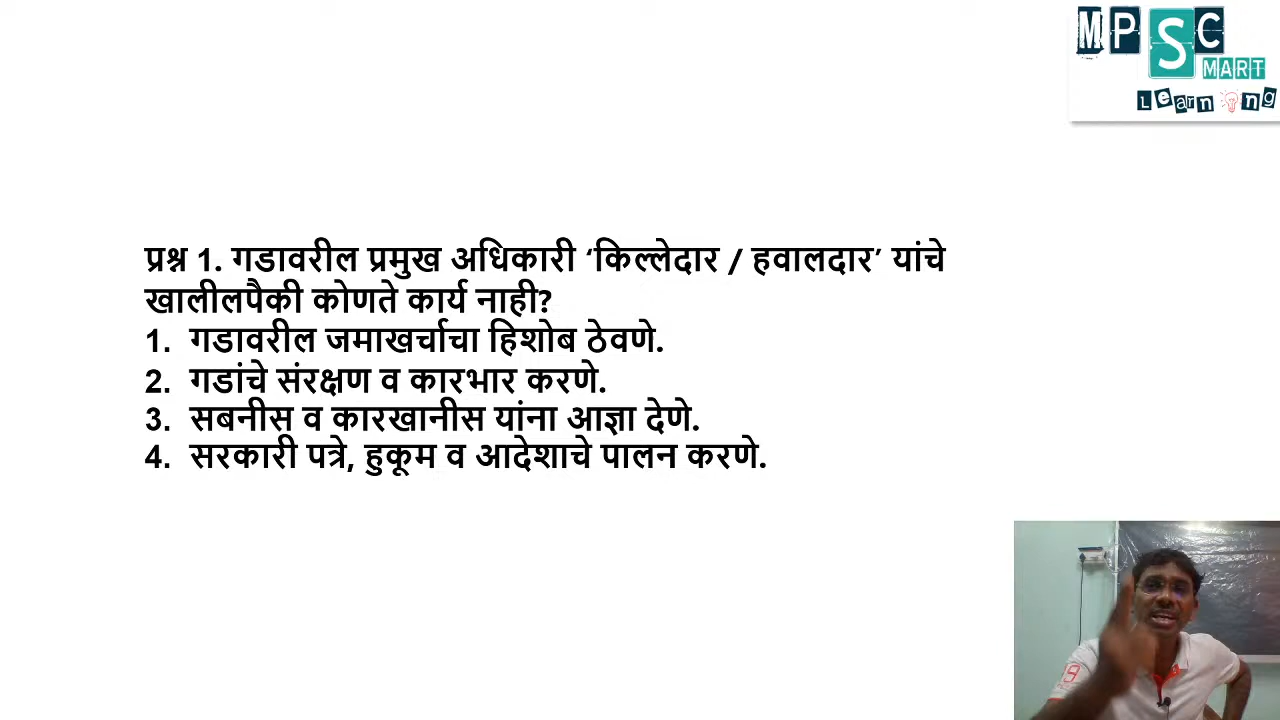 MPSC
MART
Learning
प्रश्न 1. गडावरील प्रमुख अधिकारी ‘किल्लेदार / हवालदार’ यांचे
खालीलपैकी कोणते कार्य नाही?
1. गडावरील जमाखर्चाचा हिशोब ठेवणे.
2. गडांचे संरक्षण व कारभार करणे.
3. सबनीस व कारखानीस यांना आज्ञा देणे.
4. सरकारी पत्रे, हुकूम व आदेशाचे पालन करणे.
19